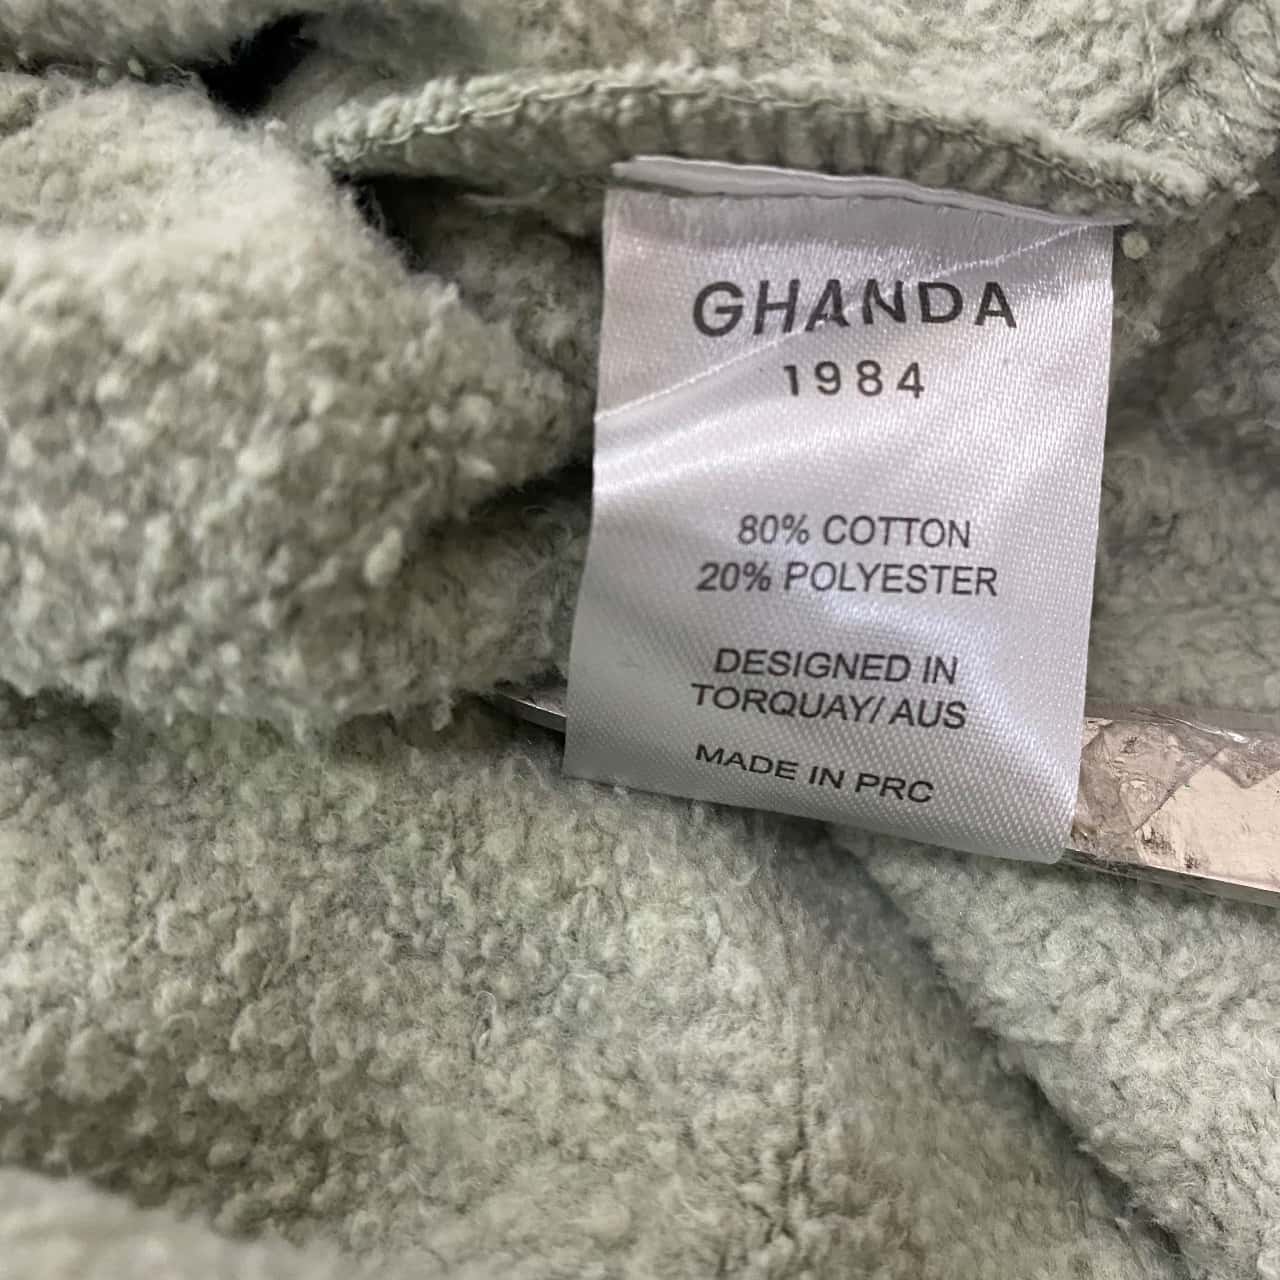 GHANDA
1984
80% COTTON
20% POLYESTER
DESIGNED IN
TORQUAY/ AUS
MADE IN PRC